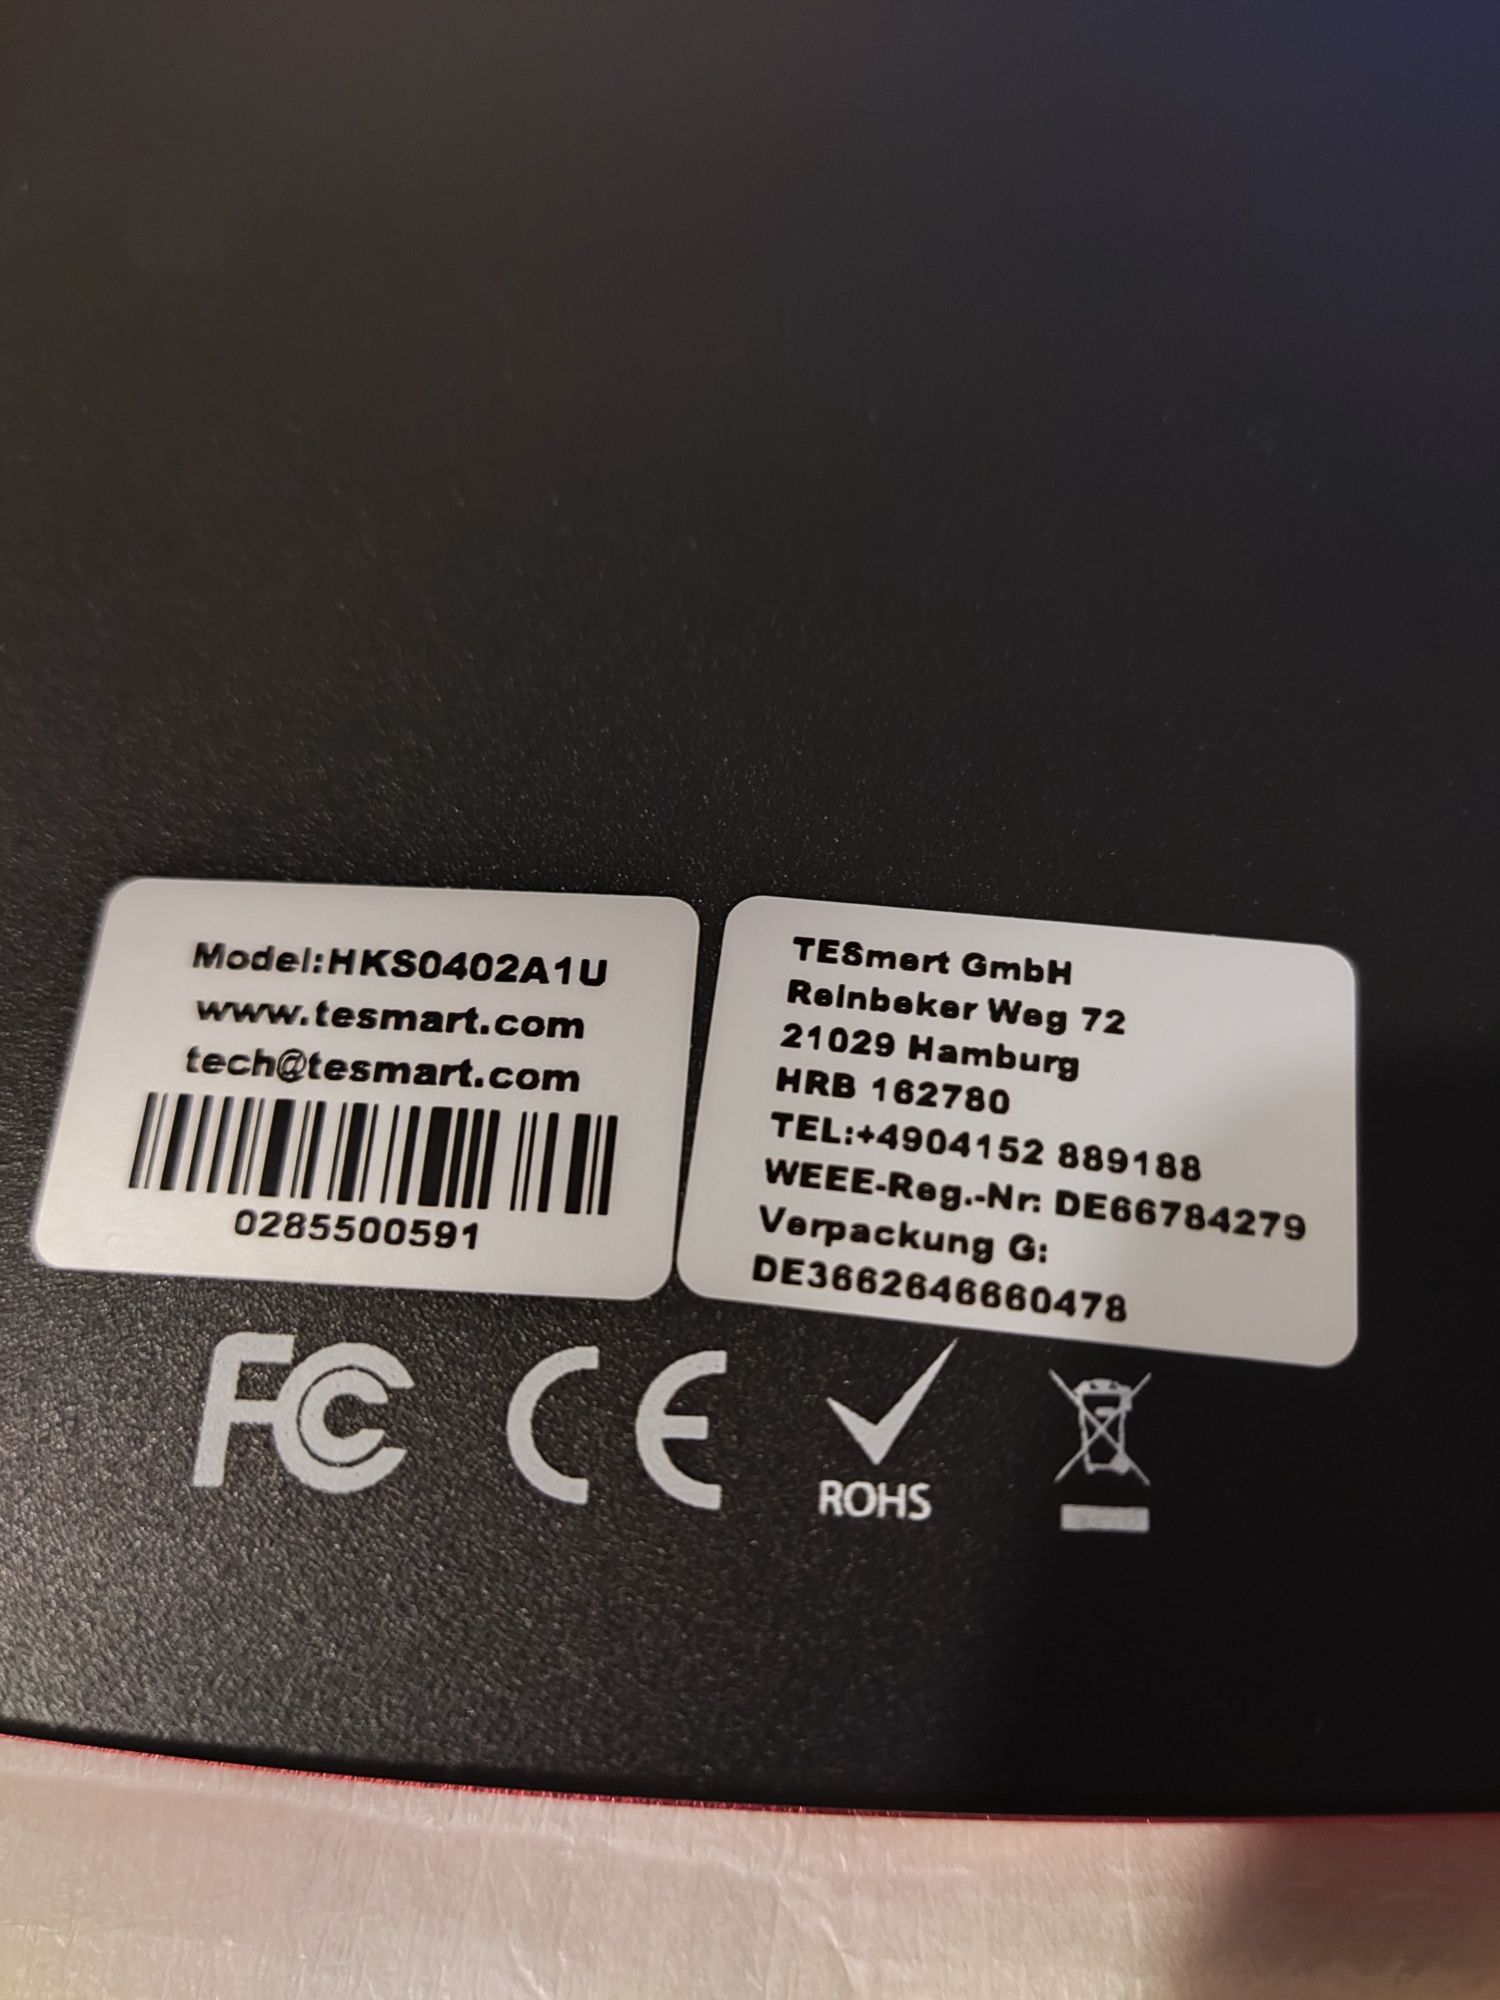 Model:HKS0402A1U
www.tesmart.com
tech@tesmart.com
0285500591
TESmart GmbH
Reinbeker Weg 72
21029 Hamburg
HRB 162780
TEL:+4904152 889188
WEEE-Reg.-Nr: DE66784279
Verpackung G:
DE3662646660478
FC CE
ROHS